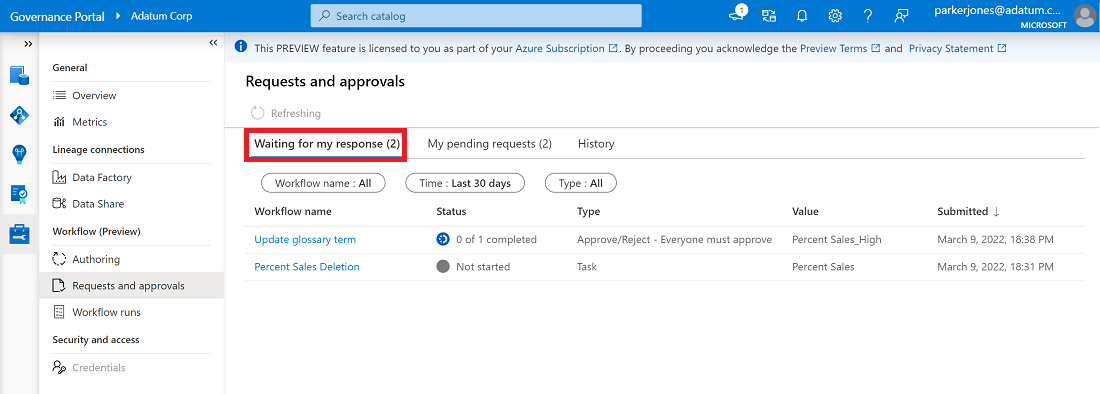 Governance Portal
Adatum Corp
Search catalog
1
parkerjones@adatum.c...
MICROSOFT
General
Overview
Metrics
Lineage connections
Data Factory
Data Share
Workflow (Preview)
Authoring
Requests and approvals
Workflow runs
Security and access
Credentials
This PREVIEW feature is licensed to you as part of your Azure Subscription. By proceeding you acknowledge the Preview Terms and Privacy Statement
Requests and approvals
Refreshing
Waiting for my response (2) My pending requests (2) History
Workflow name : All Time : Last 30 days Type : All
Workflow name Status Type Value Submitted ↓
Update glossary term 0 of 1 completed Approve/Reject - Everyone must approve Percent Sales_High March 9, 2022, 18:38 PM
Percent Sales Deletion Not started Task Percent Sales March 9, 2022, 18:31 PM